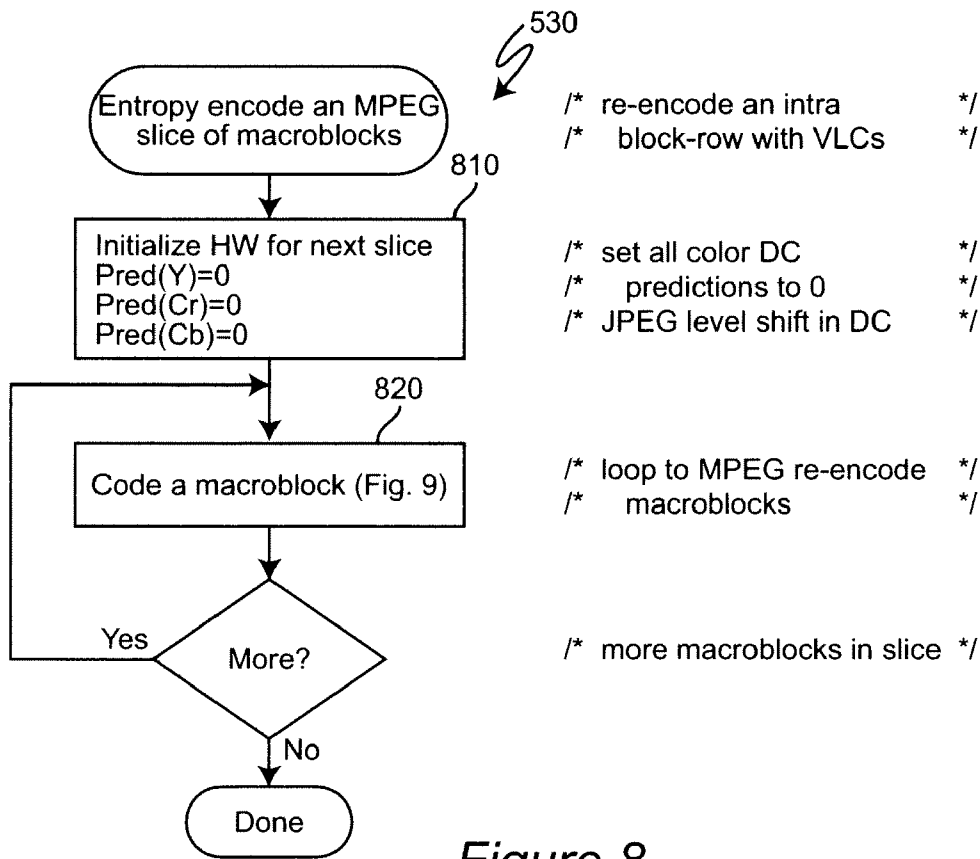 530
Entropy encode an MPEG
slice of macroblocks
/* re-encode an intra */
/* block-row with VLCs */
810
Initialize HW for next slice
Pred(Y)=0
Pred(Cr)=0
Pred(Cb)=0
/* set all color DC */
/* predictions to 0 */
/* JPEG level shift in DC */
820
Code a macroblock (Fig. 9)
/* loop to MPEG re-encode */
/* macroblocks */
Yes
More?
/* more macroblocks in slice */
No
Done
Figure 8